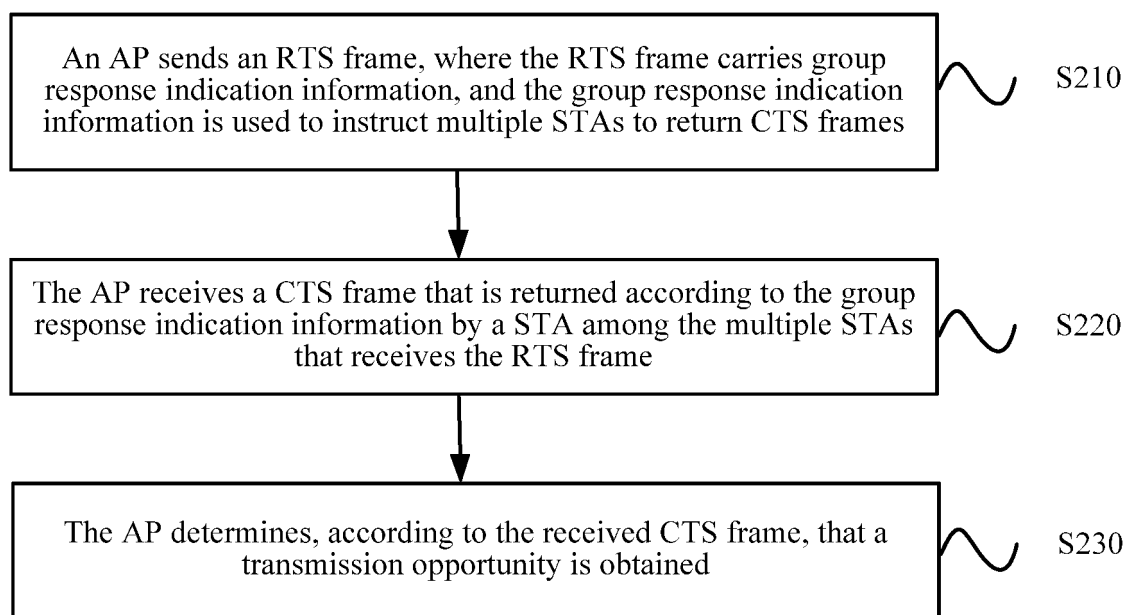 An AP sends an RTS frame, where the RTS frame carries group
response indication information, and the group response indication
information is used to instruct multiple STAs to return CTS frames
S210
The AP receives a CTS frame that is returned according to the group
response indication information by a STA among the multiple STAs
that receives the RTS frame
S220
The AP determines, according to the received CTS frame, that a
transmission opportunity is obtained
S230